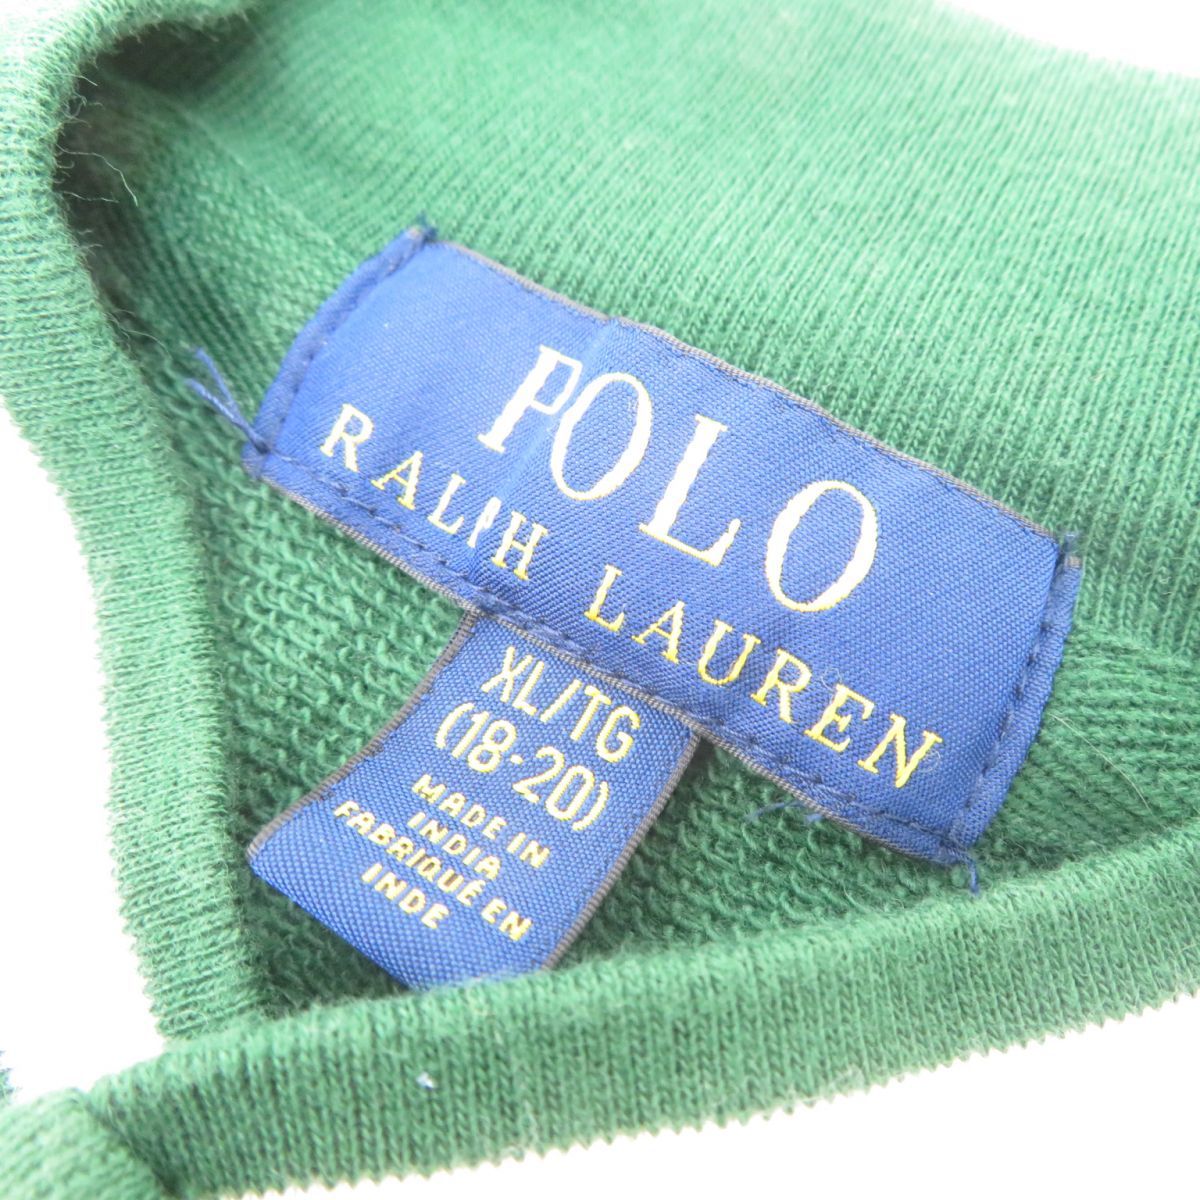 POLO
RALPH LAUREN
XL/TG
(18-20)
MADE IN
INDIA
FABRIQUÉ EN
INDE